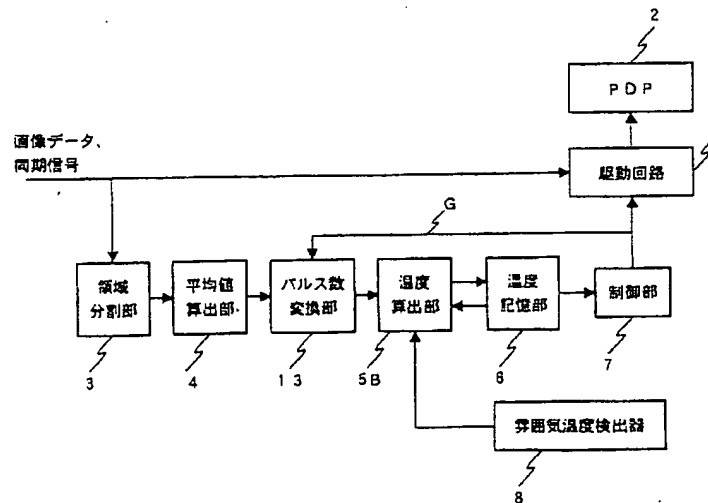 2
PDP
画像データ、
同期信号
駆動回路
G
領域
分割部
平均値
算出部
パルス数
変換部
温度
算出部
温度
記憶部
制御部
3
4
13
5B
6
7
雰囲気温度検出器
8